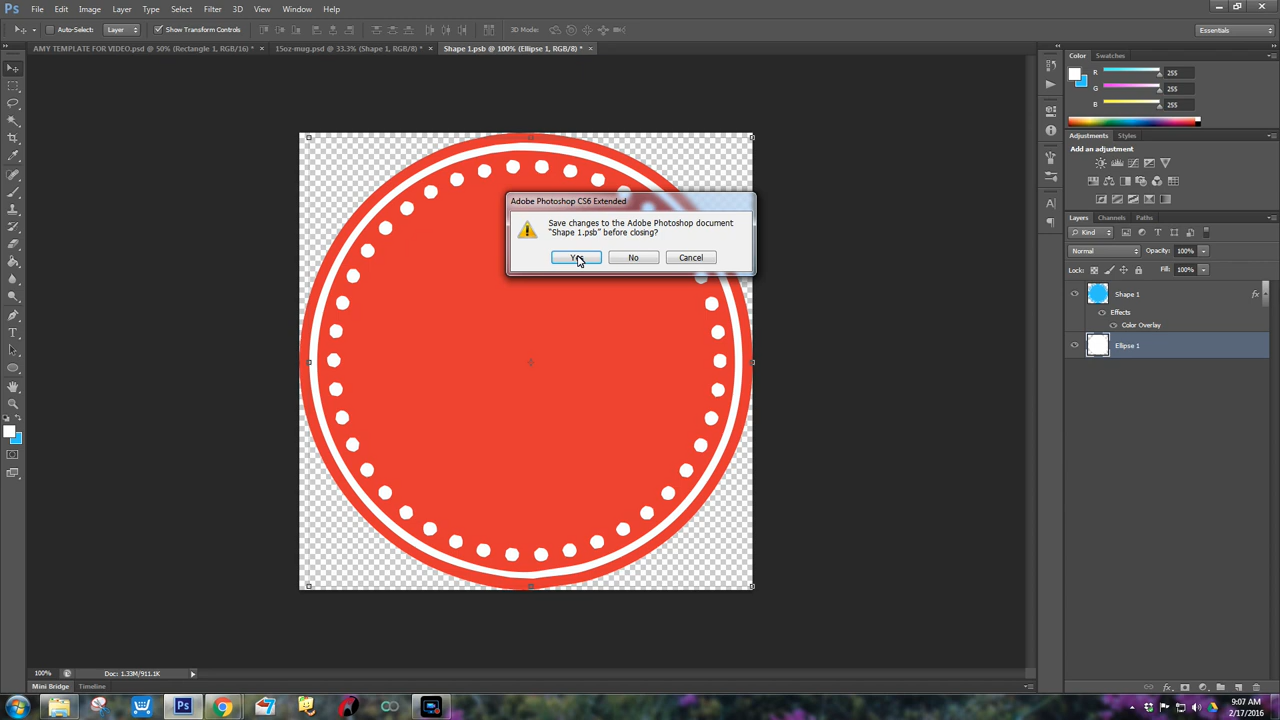 Ps File Edit Image Layer Type Select Filter 3D View Window Help
Auto-Select: Layer Show Transform Controls 3D Mode: Essentials
AMY TEMPLATE FOR VIDEO.psd @ 50% (Rectangle 1, RGB/16) * × 15oz-mug.psd @ 33.3% (Shape 1, RGB/8) * × Shape 1.psb @ 100% (Ellipse 1, RGB/8) * ×
Color Swatches
R 255
G 255
B 255
Adjustments Styles
Add an adjustment
Adobe Photoshop CS6 Extended
Save changes to the Adobe Photoshop document
"Shape 1.psb" before closing?
No Cancel
Layers Channels Paths
Kind
Normal Opacity: 100%
Lock: Fill: 100%
Shape 1 fx
Effects
Color Overlay
Ellipse 1
100% Doc: 1.33M/911.1K
Mini Bridge Timeline
Ps
9:07 AM
2/17/2016